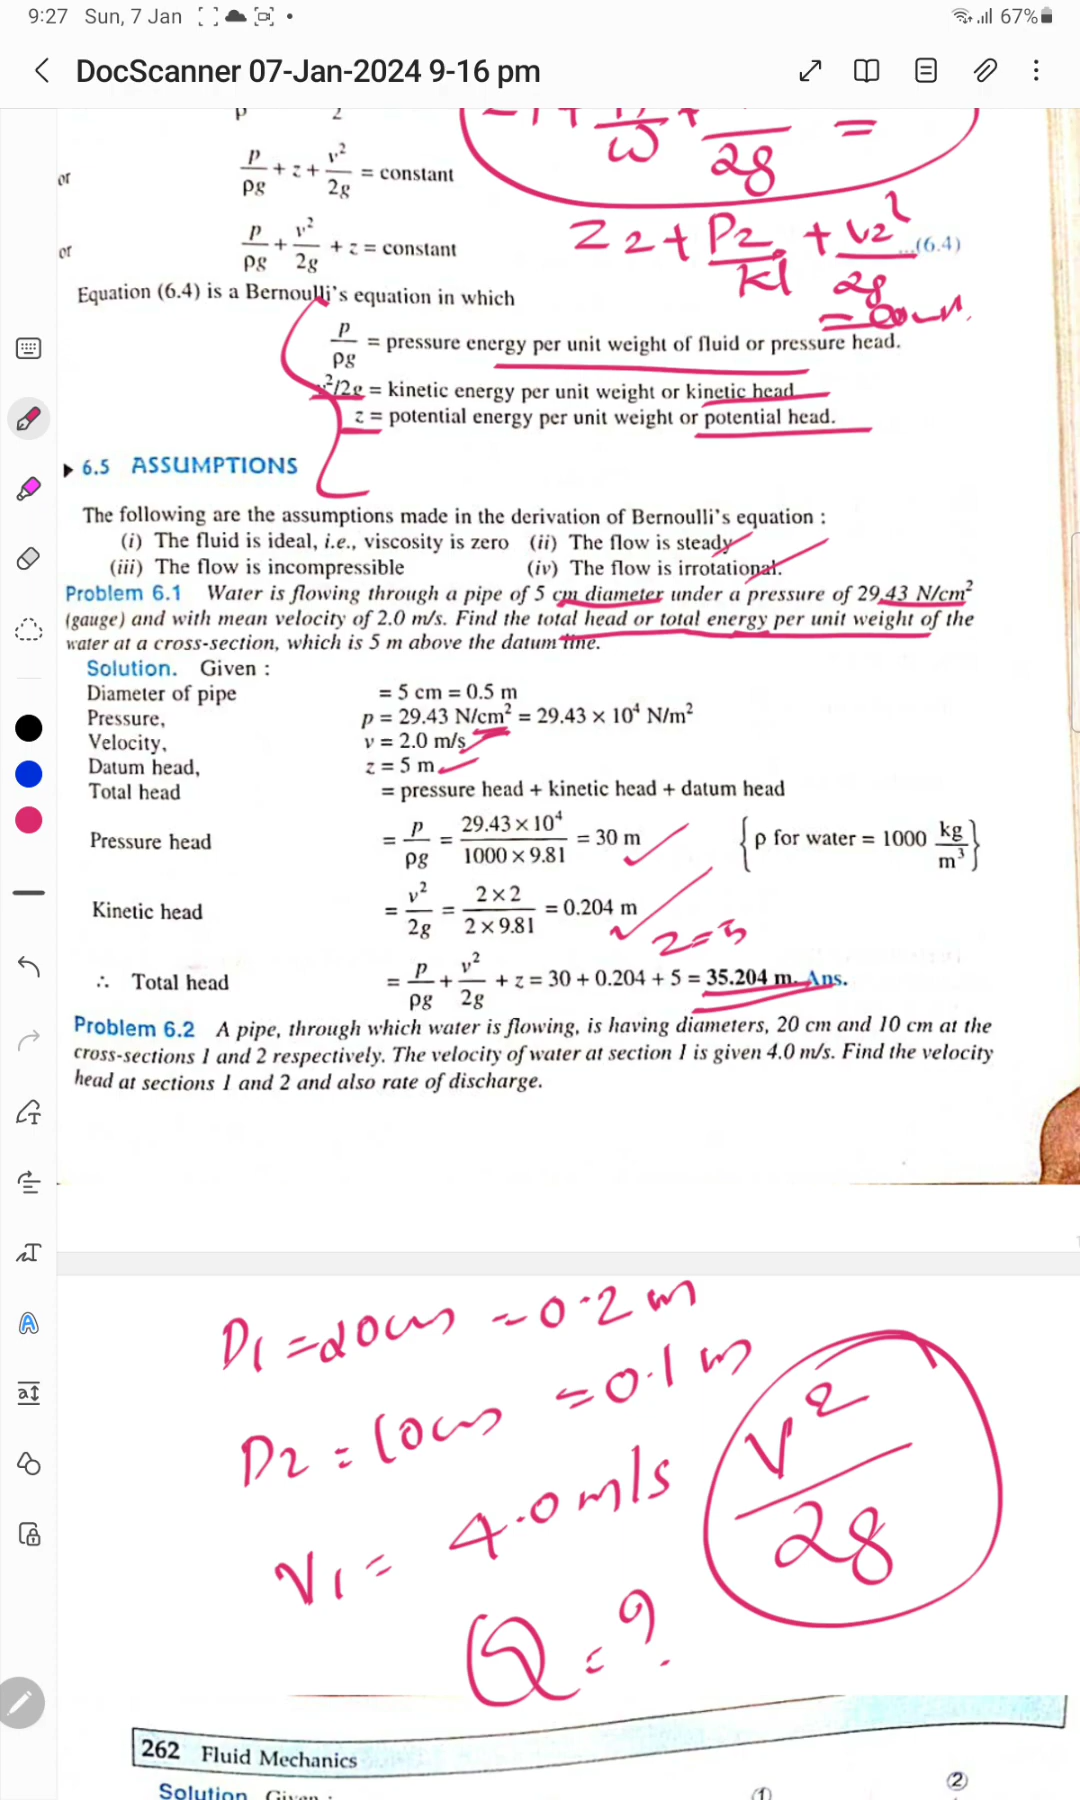 9:27 Sun, 7 Jan
67%
DocScanner 07-Jan-2024 9-16 pm
or p/ρg + z + v²/2g = constant
or p/ρg + v²/2g + z = constant ...(6.4)
z2 + P2/ + v2²/2g
Equation (6.4) is a Bernoulli's equation in which
p/ρg = pressure energy per unit weight of fluid or pressure head.
v²/2g = kinetic energy per unit weight or kinetic head
z = potential energy per unit weight or potential head.
6.5 ASSUMPTIONS
The following are the assumptions made in the derivation of Bernoulli's equation :
(i) The fluid is ideal, i.e., viscosity is zero (ii) The flow is steady
(iii) The flow is incompressible (iv) The flow is irrotational.
Problem 6.1 Water is flowing through a pipe of 5 cm diameter under a pressure of 29.43 N/cm²
(gauge) and with mean velocity of 2.0 m/s. Find the total head or total energy per unit weight of the
water at a cross-section, which is 5 m above the datum line.
Solution. Given :
Diameter of pipe = 5 cm = 0.5 m
Pressure, p = 29.43 N/cm² = 29.43 × 10⁴ N/m²
Velocity, v = 2.0 m/s
Datum head, z = 5 m
Total head = pressure head + kinetic head + datum head
Pressure head = p/ρg = 29.43 × 10⁴/1000 × 9.81 = 30 m {ρ for water = 1000 kg/m³}
Kinetic head = v²/2g = 2 × 2/2 × 9.81 = 0.204 m
z=5
∴ Total head = p/ρg + v²/2g + z = 30 + 0.204 + 5 = 35.204 m. Ans.
Problem 6.2 A pipe, through which water is flowing, is having diameters, 20 cm and 10 cm at the
cross-sections 1 and 2 respectively. The velocity of water at section 1 is given 4.0 m/s. Find the velocity
head at sections 1 and 2 and also rate of discharge.
D1 = 20cm = 0.2 m
D2 = 10cm = 0.1 m
V1 = 4.0 m/s
V²/2g
Q = ?
262 Fluid Mechanics
Solution Given :
1 2